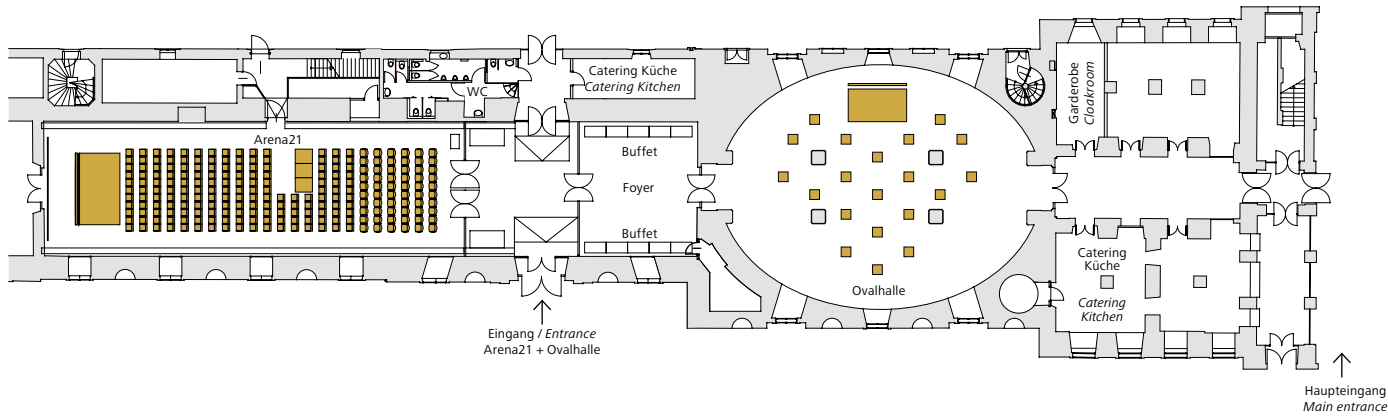 Catering Küche
Catering Kitchen
WC
Garderobe
Cloakroom
Arena21
Buffet
Foyer
Buffet
Ovalhalle
Catering
Küche
Catering
Kitchen
Eingang / Entrance
Arena21 + Ovalhalle
Haupteingang
Main entrance